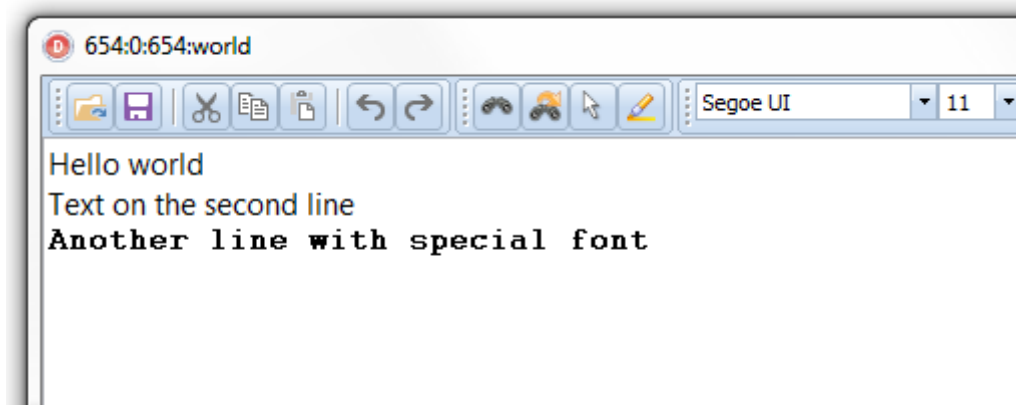 654:0:654:world
Segoe UI 11
Hello world
Text on the second line
Another line with special font